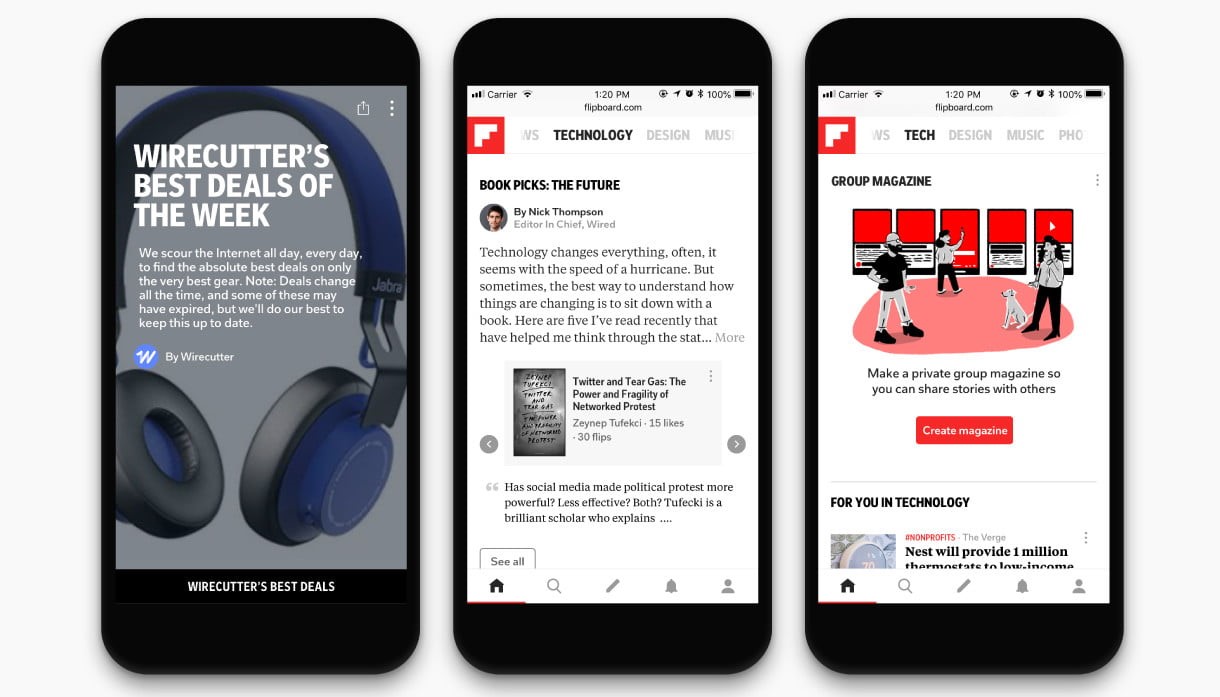 WIRECUTTER'S
BEST DEALS OF
THE WEEK
We scour the Internet all day, every day,
to find the absolute best deals on only
the very best gear. Note: Deals change
all the time, and some of these may
have expired, but we'll do our best to
keep this up to date.
By Wirecutter
Jabra
WIRECUTTER'S BEST DEALS
Carrier 1:20 PM 100%
flipboard.com
WS TECHNOLOGY DESIGN MUSI
BOOK PICKS: THE FUTURE
By Nick Thompson
Editor In Chief, Wired
Technology changes everything, often, it
seems with the speed of a hurricane. But
sometimes, the best way to understand how
things are changing is to sit down with a
book. Here are five I've read recently that
have helped me think through the stat... More
ZEYNEP
TUFEKCI
TWITTER
AND
TEAR GAS
THE POWER
AND FRAGILITY
OF NETWORKED
PROTEST
Twitter and Tear Gas: The
Power and Fragility of
Networked Protest
Zeynep Tufekci · 15 likes
· 30 flips
Has social media made political protest more
powerful? Less effective? Both? Tufekci is a
brilliant scholar who explains ....
See all
Carrier 1:20 PM 100%
flipboard.com
WS TECH DESIGN MUSIC PHO
GROUP MAGAZINE
Make a private group magazine so
you can share stories with others
Create magazine
FOR YOU IN TECHNOLOGY
#NONPROFITS · The Verge
Nest will provide 1 million
thermostats to low-income
70